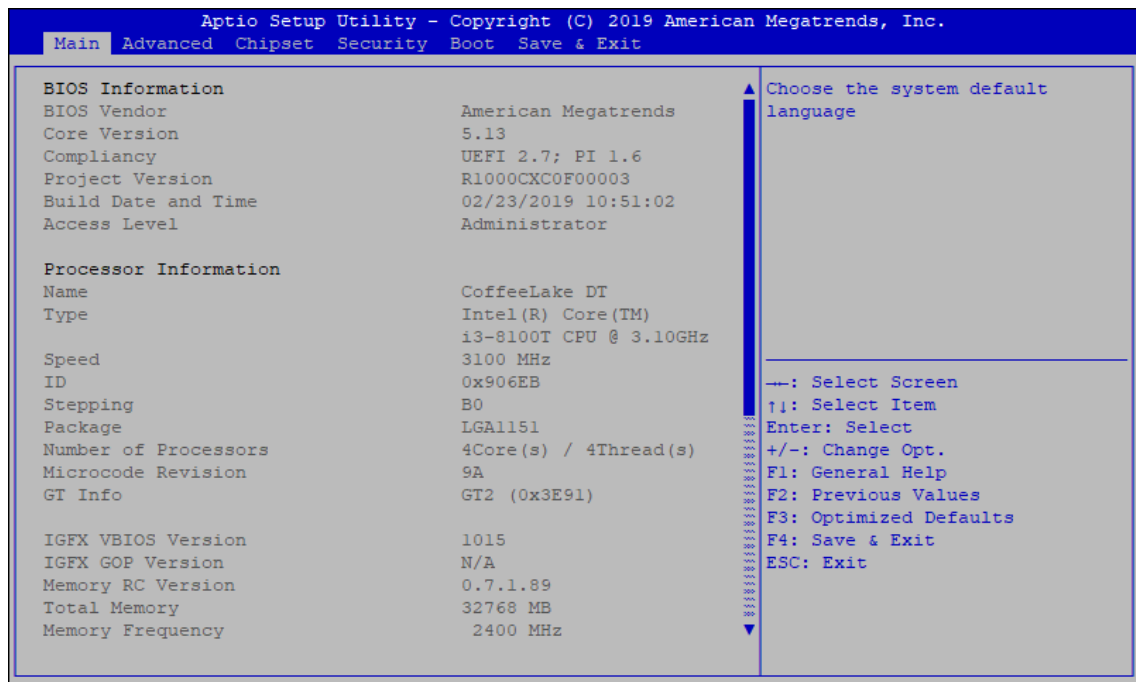 Aptio Setup Utility – Copyright (C) 2019 American Megatrends, Inc.
Main Advanced Chipset Security Boot Save & Exit
BIOS Information
BIOS Vendor American Megatrends
Core Version 5.13
Compliancy UEFI 2.7; PI 1.6
Project Version R1000CXC0F00003
Build Date and Time 02/23/2019 10:51:02
Access Level Administrator
Processor Information
Name CoffeeLake DT
Type Intel(R) Core(TM)
i3-8100T CPU @ 3.10GHz
Speed 3100 MHz
ID 0x906EB
Stepping B0
Package LGA1151
Number of Processors 4Core(s) / 4Thread(s)
Microcode Revision 9A
GT Info GT2 (0x3E91)
IGFX VBIOS Version 1015
IGFX GOP Version N/A
Memory RC Version 0.7.1.89
Total Memory 32768 MB
Memory Frequency 2400 MHz
Choose the system default
language
→←: Select Screen
↑↓: Select Item
Enter: Select
+/-: Change Opt.
F1: General Help
F2: Previous Values
F3: Optimized Defaults
F4: Save & Exit
ESC: Exit